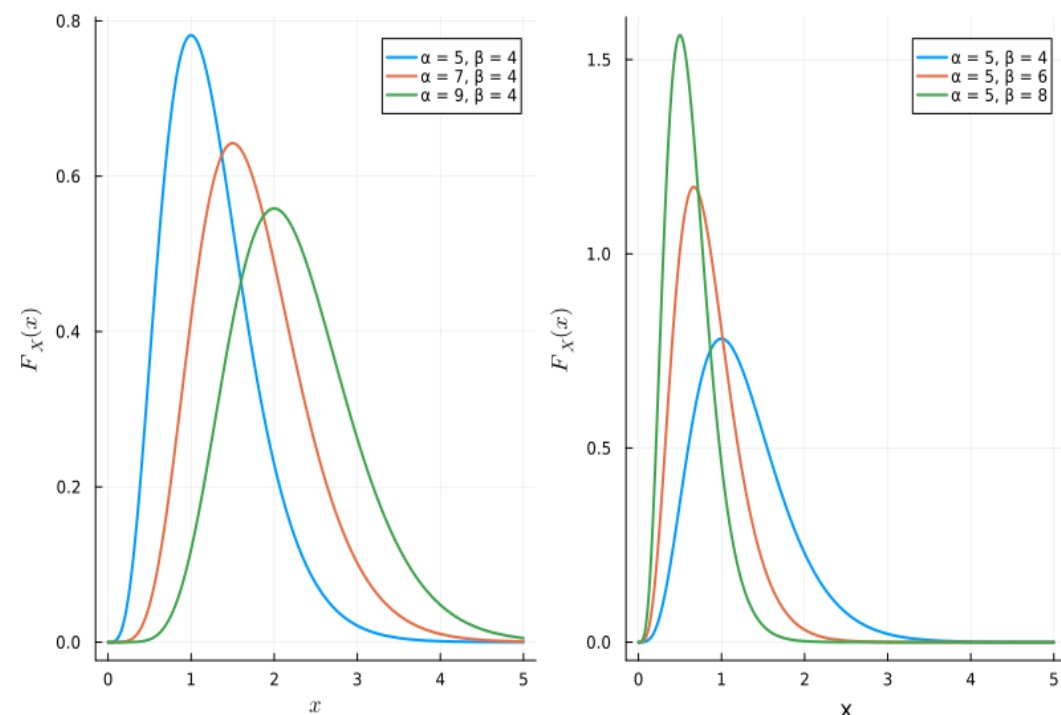 0.8
0.6
0.4
0.2
0.0
F_X(x)
0 1 2 3 4 5
x
α = 5, β = 4
α = 7, β = 4
α = 9, β = 4
1.5
1.0
0.5
0.0
F_X(x)
0 1 2 3 4 5
x
α = 5, β = 4
α = 5, β = 6
α = 5, β = 8